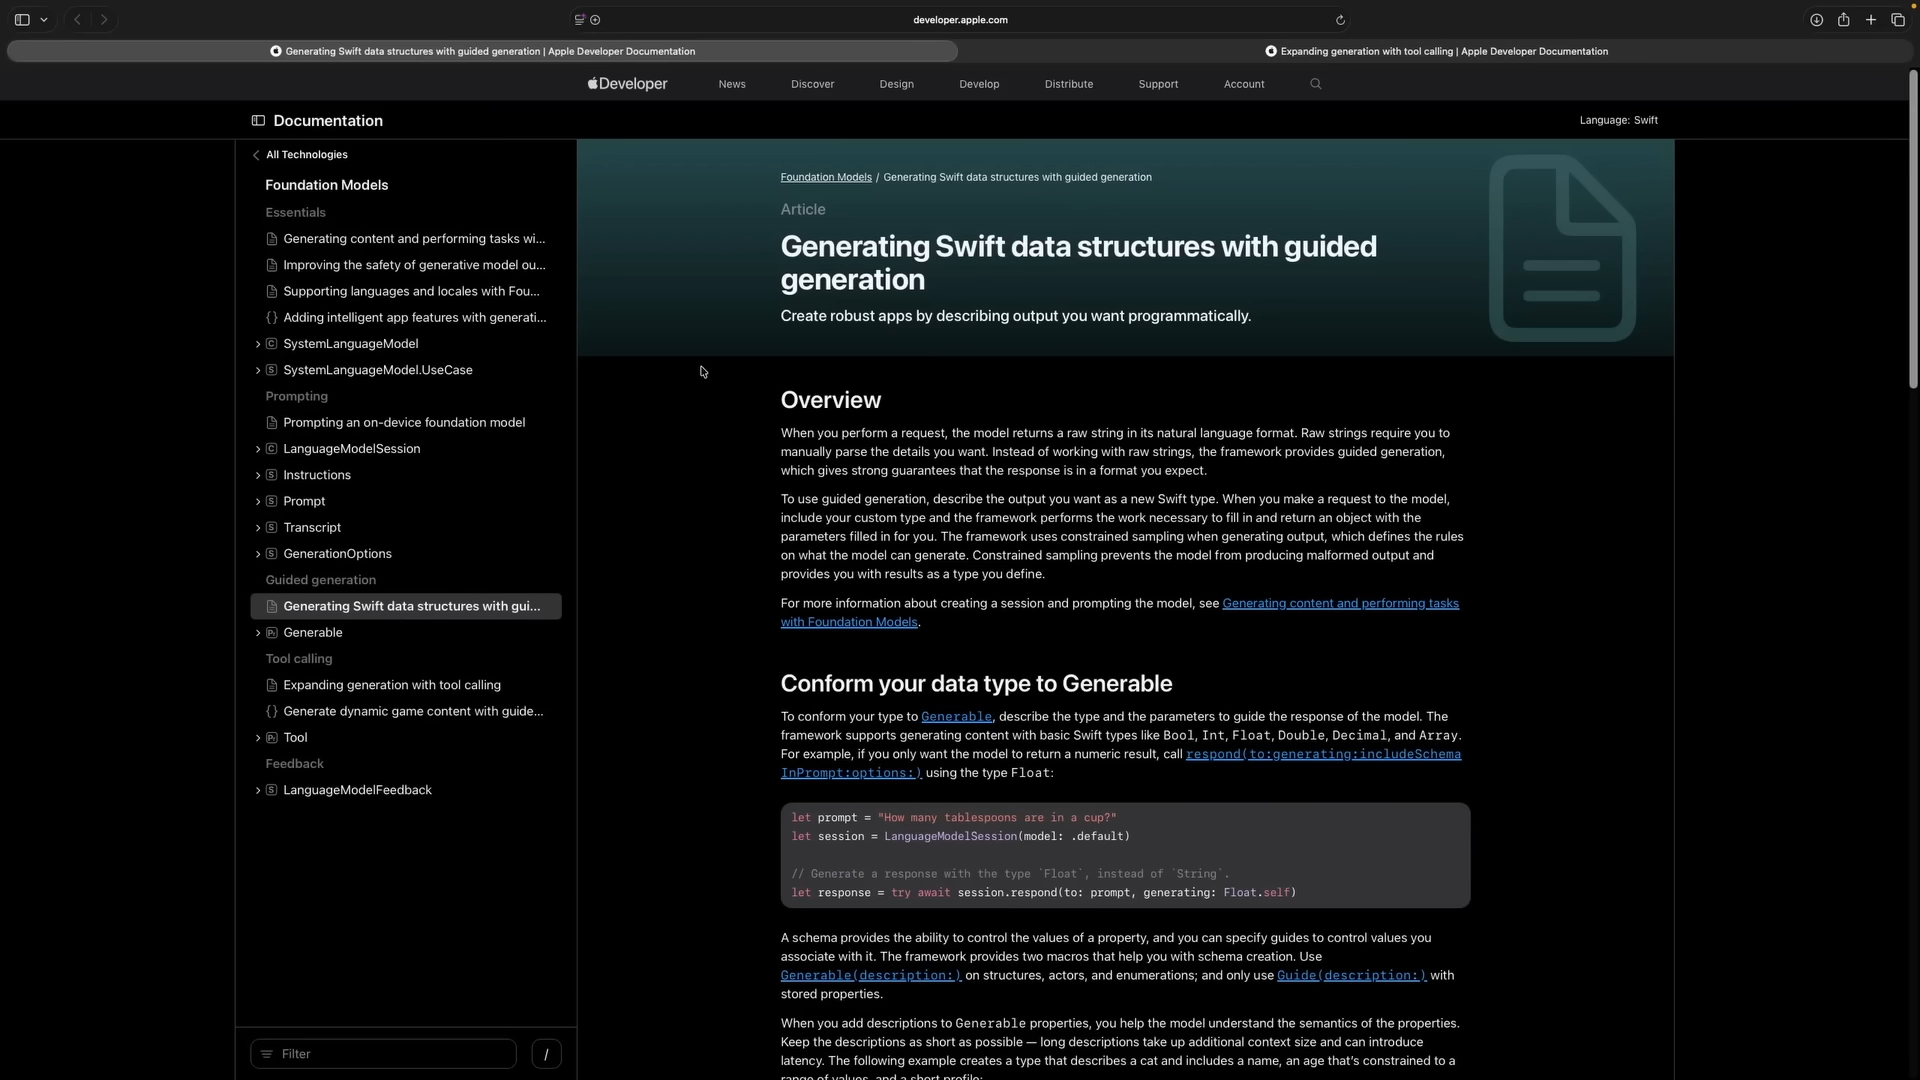 developer.apple.com
Generating Swift data structures with guided generation | Apple Developer Documentation
Expanding generation with tool calling | Apple Developer Documentation
Developer
News
Discover
Design
Develop
Distribute
Support
Account
Documentation
Language: Swift
All Technologies
Foundation Models
Essentials
Generating content and performing tasks wi...
Improving the safety of generative model ou...
Supporting languages and locales with Fou...
{} Adding intelligent app features with generati...
C SystemLanguageModel
S SystemLanguageModel.UseCase
Prompting
Prompting an on-device foundation model
C LanguageModelSession
S Instructions
S Prompt
S Transcript
S GenerationOptions
Guided generation
Generating Swift data structures with gui...
Pr Generable
Tool calling
Expanding generation with tool calling
{} Generate dynamic game content with guide...
Pr Tool
Feedback
S LanguageModelFeedback
Filter
/
Foundation Models / Generating Swift data structures with guided generation
Article
Generating Swift data structures with guided
generation
Create robust apps by describing output you want programmatically.
Overview
When you perform a request, the model returns a raw string in its natural language format. Raw strings require you to
manually parse the details you want. Instead of working with raw strings, the framework provides guided generation,
which gives strong guarantees that the response is in a format you expect.
To use guided generation, describe the output you want as a new Swift type. When you make a request to the model,
include your custom type and the framework performs the work necessary to fill in and return an object with the
parameters filled in for you. The framework uses constrained sampling when generating output, which defines the rules
on what the model can generate. Constrained sampling prevents the model from producing malformed output and
provides you with results as a type you define.
For more information about creating a session and prompting the model, see Generating content and performing tasks
with Foundation Models.
Conform your data type to Generable
To conform your type to Generable, describe the type and the parameters to guide the response of the model. The
framework supports generating content with basic Swift types like Bool, Int, Float, Double, Decimal, and Array.
For example, if you only want the model to return a numeric result, call respond(to:generating:includeSchema
InPrompt:options:) using the type Float:
let prompt = "How many tablespoons are in a cup?"
let session = LanguageModelSession(model: .default)
// Generate a response with the type `Float`, instead of `String`.
let response = try await session.respond(to: prompt, generating: Float.self)
A schema provides the ability to control the values of a property, and you can specify guides to control values you
associate with it. The framework provides two macros that help you with schema creation. Use
Generable(description:) on structures, actors, and enumerations; and only use Guide(description:) with
stored properties.
When you add descriptions to Generable properties, you help the model understand the semantics of the properties.
Keep the descriptions as short as possible — long descriptions take up additional context size and can introduce
latency. The following example creates a type that describes a cat and includes a name, an age that's constrained to a
range of values, and a short profile: